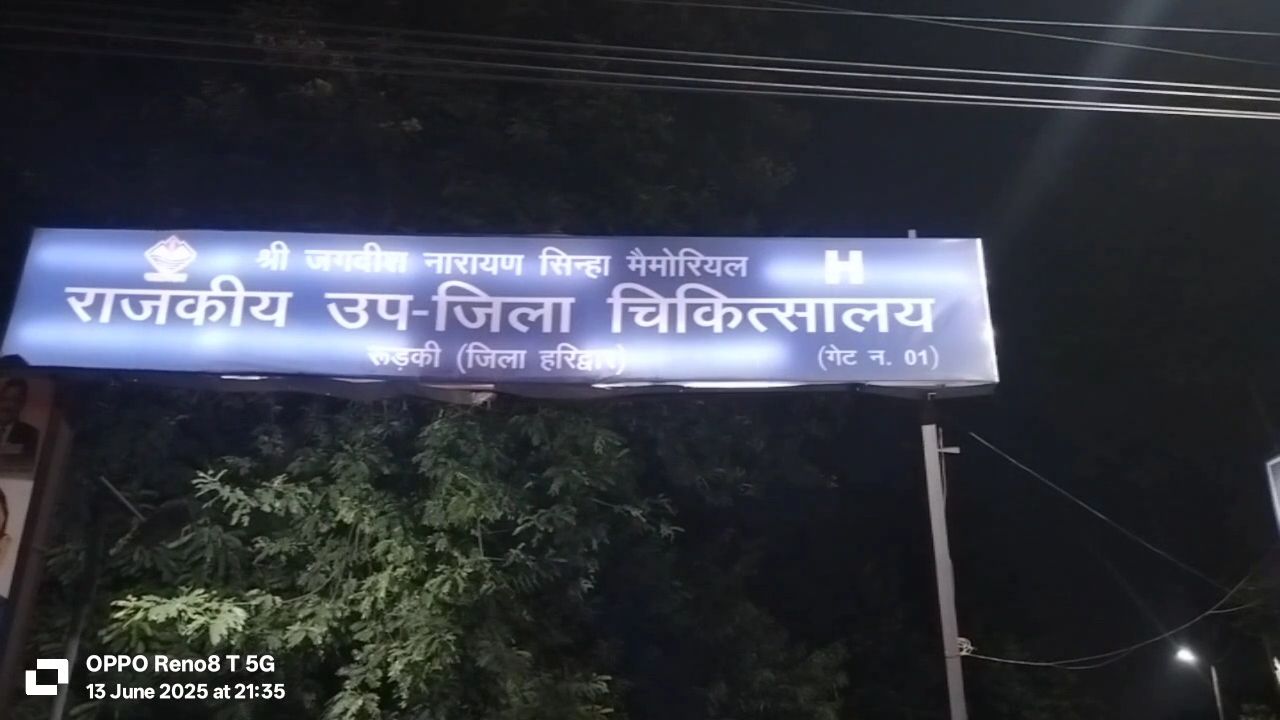 श्री जगदीश नारायण सिन्हा मैमोरियल H
राजकीय उप-जिला चिकित्सालय
रूड़की (जिला हरिद्वार) (गेट न. 01)
OPPO Reno8 T 5G
13 June 2025 at 21:35